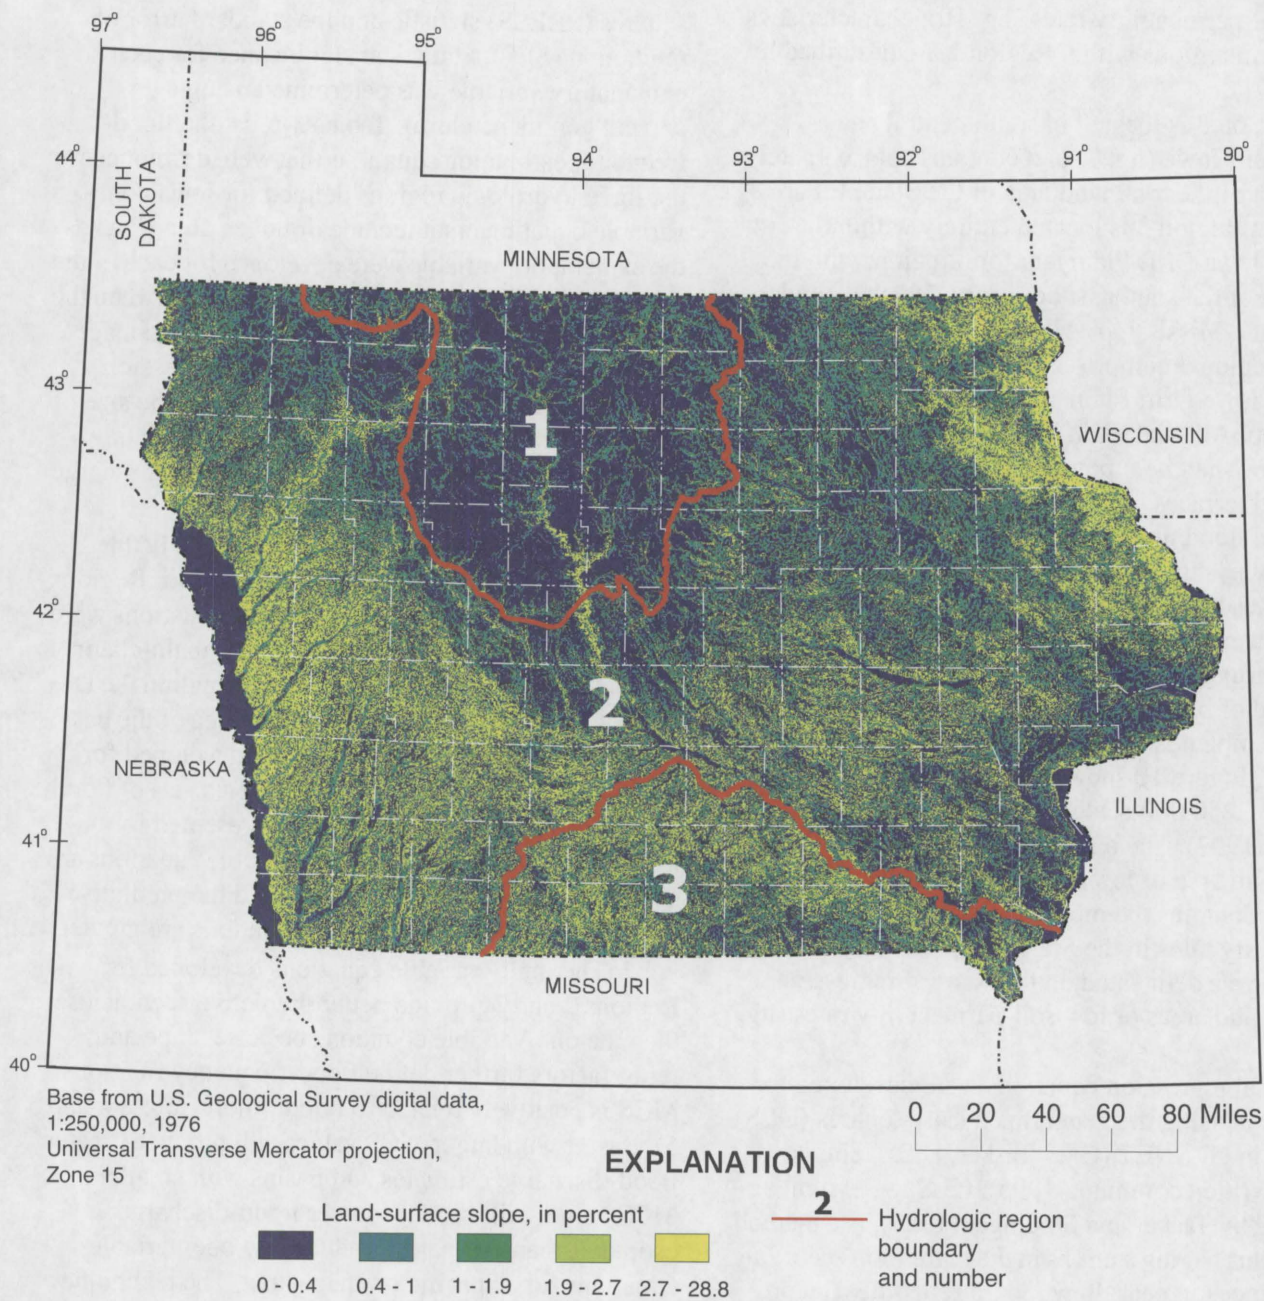 97°
96°
95°
44°
94°
93°
92°
91°
90°
SOUTH
DAKOTA
MINNESOTA
43°
1
WISCONSIN
42°
2
NEBRASKA
ILLINOIS
41°
3
MISSOURI
40°
Base from U.S. Geological Survey digital data,
1:250,000, 1976
Universal Transverse Mercator projection,
Zone 15
0 20 40 60 80 Miles
EXPLANATION
Land-surface slope, in percent
0 - 0.4 0.4 - 1 1 - 1.9 1.9 - 2.7 2.7 - 28.8
2
Hydrologic region
boundary
and number